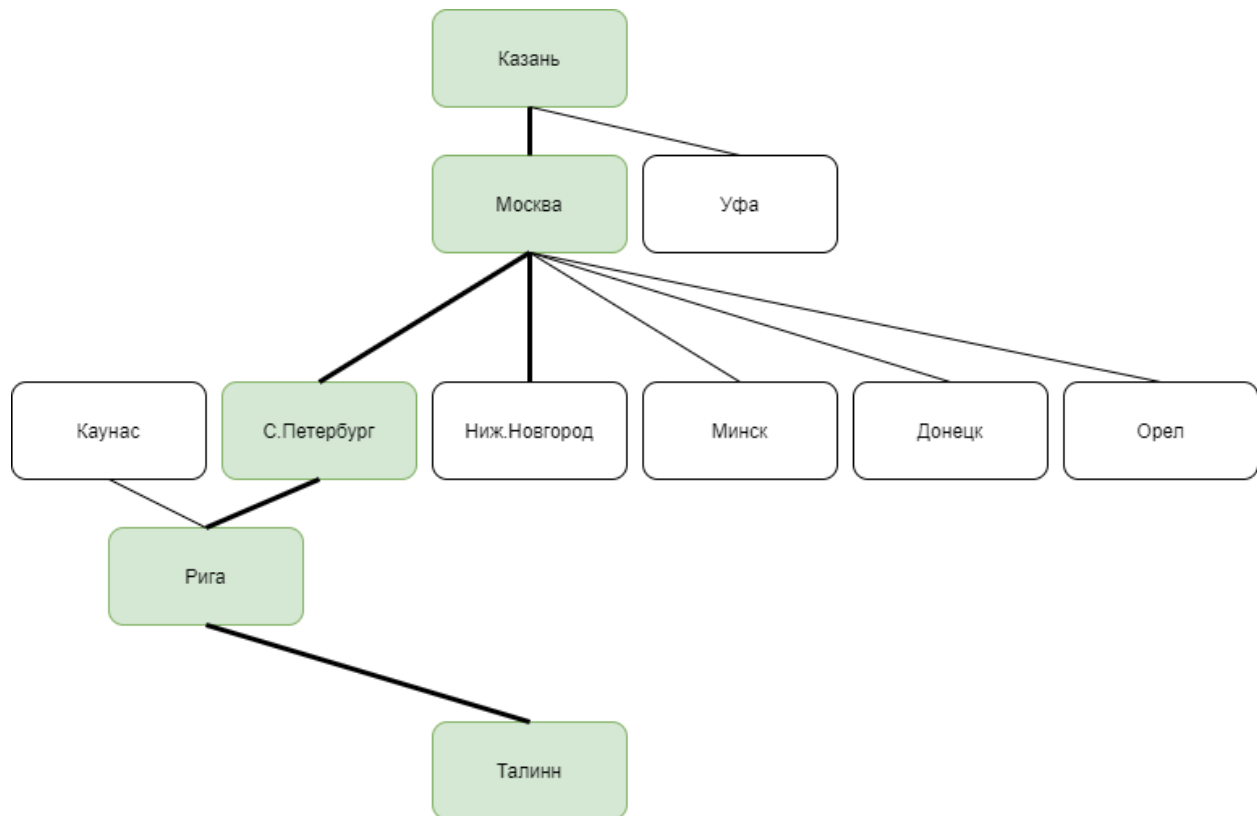 Казань
Москва
Уфа
Каунас
С.Петербург
Ниж.Новгород
Минск
Донецк
Орел
Рига
Талинн